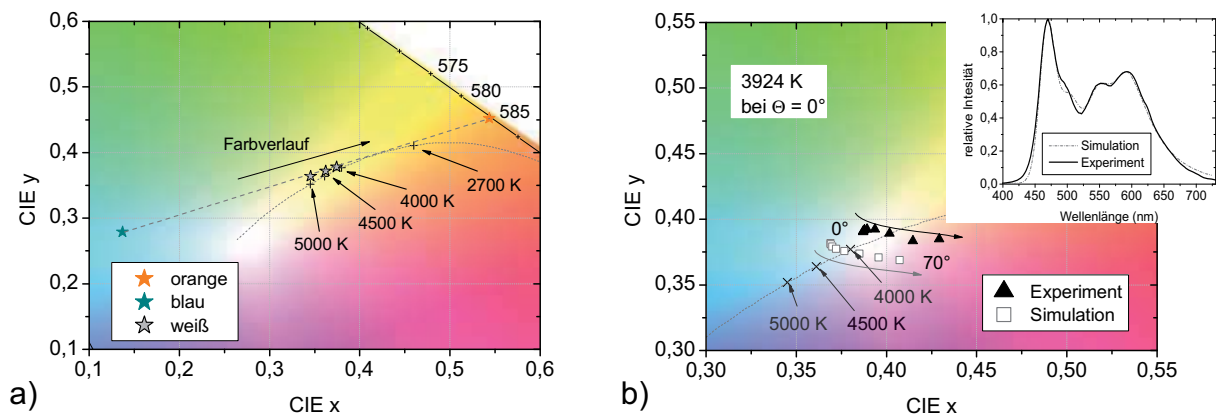 0,6
0,5
0,4
0,3
0,2
0,1
CIE y
575
580
585
Farbverlauf
2700 K
4000 K
4500 K
5000 K
orange
blau
weiß
0,1
0,2
0,3
0,4
0,5
0,6
CIE x
a)
0,55
0,50
0,45
0,40
0,35
0,30
CIE y
3924 K
bei Θ = 0°
0°
70°
4000 K
4500 K
5000 K
Experiment
Simulation
0,30
0,35
0,40
0,45
0,50
0,55
CIE x
b)
1,0
0,8
0,6
0,4
0,2
0,0
relative Intesität
Simulation
Experiment
400 450 500 550 600 650 700
Wellenlänge (nm)